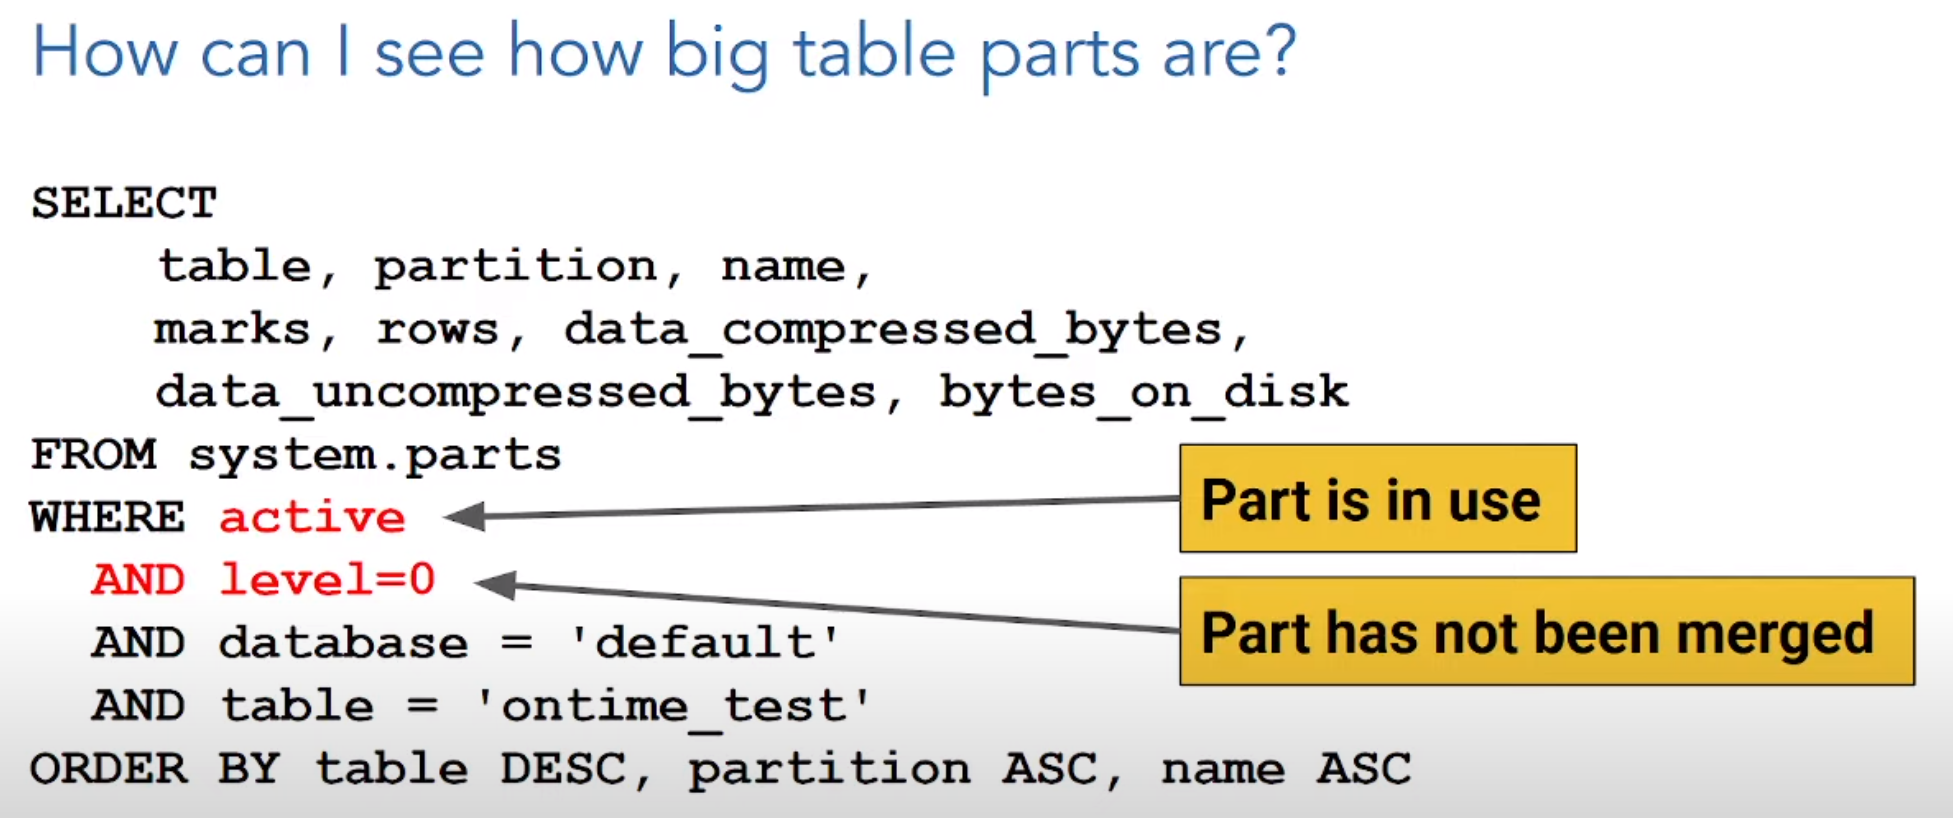 How can I see how big table parts are?
SELECT
table, partition, name,
marks, rows, data_compressed_bytes,
data_uncompressed_bytes, bytes_on_disk
FROM system.parts
WHERE active
Part is in use
AND level=0
Part has not been merged
AND database = 'default'
AND table = 'ontime_test'
ORDER BY table DESC, partition ASC, name ASC